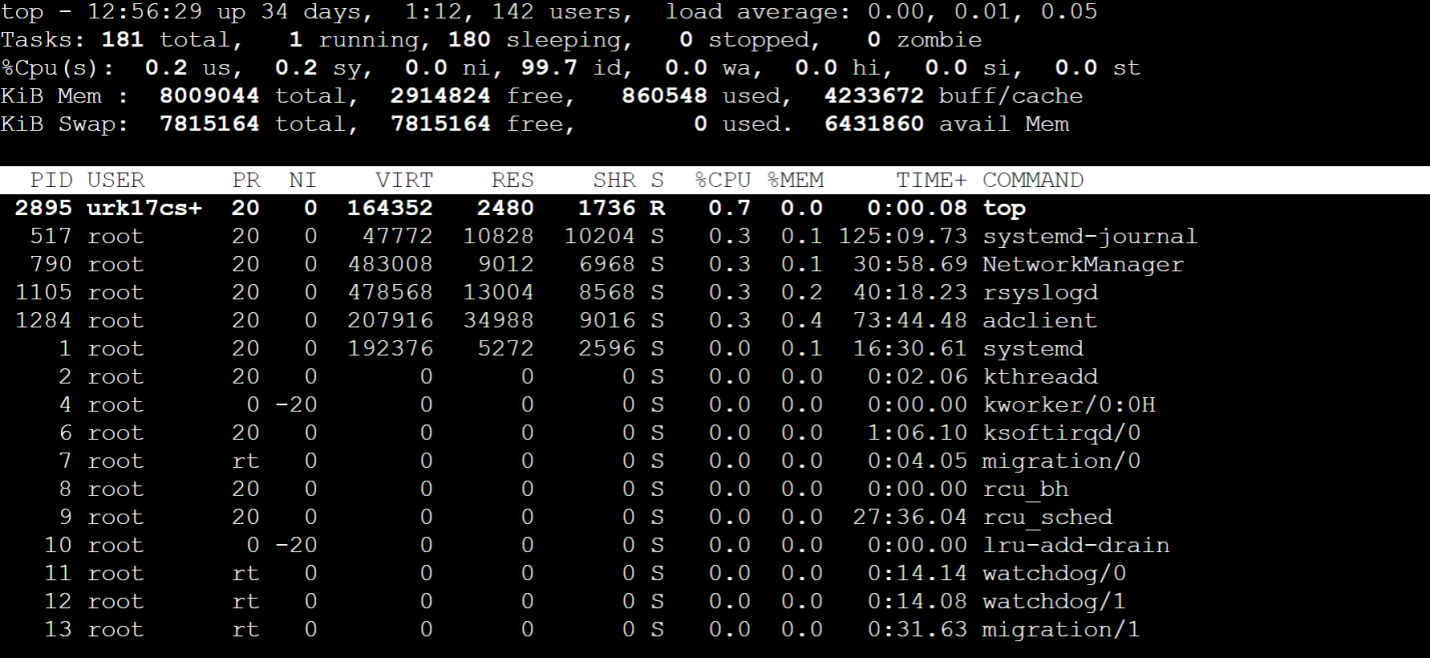 top - 12:56:29 up 34 days,  1:12, 142 users,  load average: 0.00, 0.01, 0.05
Tasks: 181 total,   1 running, 180 sleeping,   0 stopped,   0 zombie
%Cpu(s):  0.2 us,  0.2 sy,  0.0 ni, 99.7 id,  0.0 wa,  0.0 hi,  0.0 si,  0.0 st
KiB Mem :  8009044 total,  2914824 free,   860548 used,  4233672 buff/cache
KiB Swap:  7815164 total,  7815164 free,        0 used.  6431860 avail Mem
  PID USER      PR  NI    VIRT    RES    SHR S  %CPU %MEM     TIME+ COMMAND
 2895 urk17cs+  20   0  164352   2480   1736 R   0.7  0.0   0:00.08 top
  517 root      20   0   47772  10828  10204 S   0.3  0.1 125:09.73 systemd-journal
  790 root      20   0  483008   9012   6968 S   0.3  0.1  30:58.69 NetworkManager
 1105 root      20   0  478568  13004   8568 S   0.3  0.2  40:18.23 rsyslogd
 1284 root      20   0  207916  34988   9016 S   0.3  0.4  73:44.48 adclient
    1 root      20   0  192376   5272   2596 S   0.0  0.1  16:30.61 systemd
    2 root      20   0       0      0      0 S   0.0  0.0   0:02.06 kthreadd
    4 root       0 -20       0      0      0 S   0.0  0.0   0:00.00 kworker/0:0H
    6 root      20   0       0      0      0 S   0.0  0.0   1:06.10 ksoftirqd/0
    7 root      rt   0       0      0      0 S   0.0  0.0   0:04.05 migration/0
    8 root      20   0       0      0      0 S   0.0  0.0   0:00.00 rcu_bh
    9 root      20   0       0      0      0 S   0.0  0.0  27:36.04 rcu_sched
   10 root       0 -20       0      0      0 S   0.0  0.0   0:00.00 lru-add-drain
   11 root      rt   0       0      0      0 S   0.0  0.0   0:14.14 watchdog/0
   12 root      rt   0       0      0      0 S   0.0  0.0   0:14.08 watchdog/1
   13 root      rt   0       0      0      0 S   0.0  0.0   0:31.63 migration/1